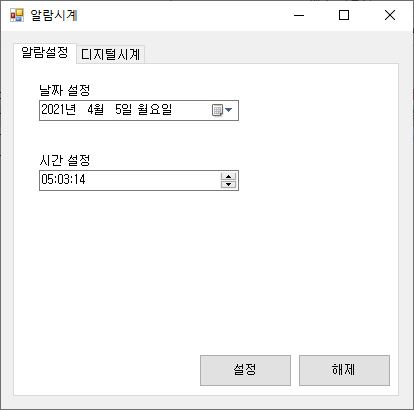 알람시계
알람설정 디지털시계
날짜 설정
2021년 4월 5일 월요일
시간 설정
05:03:14
설정 해제